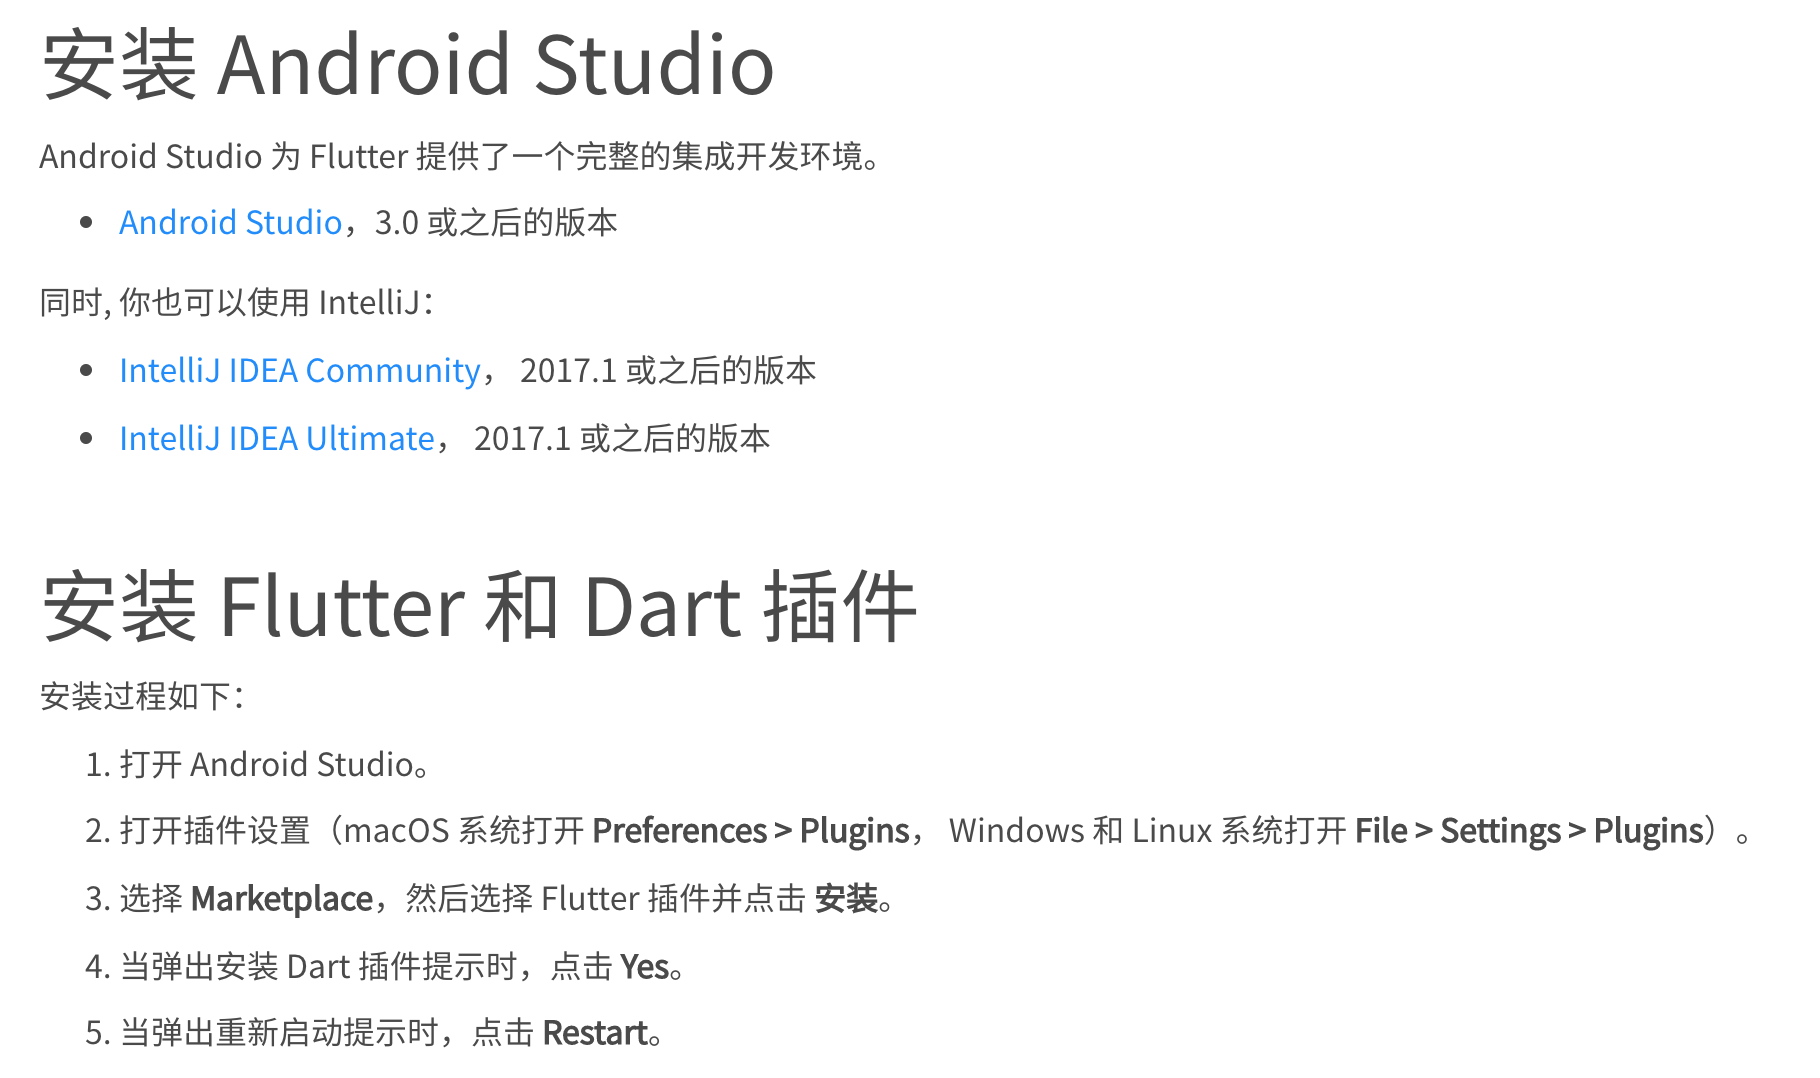 安装 Android Studio
Android Studio 为 Flutter 提供了一个完整的集成开发环境。
• Android Studio，3.0 或之后的版本
同时, 你也可以使用 IntelliJ：
• IntelliJ IDEA Community， 2017.1 或之后的版本
• IntelliJ IDEA Ultimate， 2017.1 或之后的版本
安装 Flutter 和 Dart 插件
安装过程如下：
1. 打开 Android Studio。
2. 打开插件设置（macOS 系统打开 Preferences > Plugins， Windows 和 Linux 系统打开 File > Settings > Plugins）。
3. 选择 Marketplace，然后选择 Flutter 插件并点击 安装。
4. 当弹出安装 Dart 插件提示时，点击 Yes。
5. 当弹出重新启动提示时，点击 Restart。